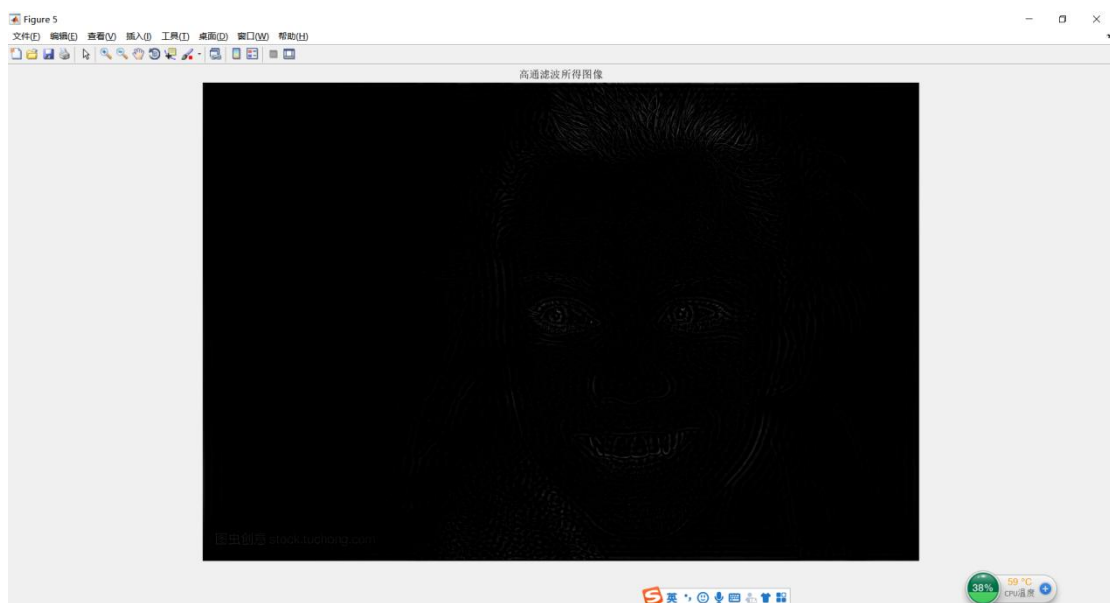 Figure 5
文件(F) 编辑(E) 查看(V) 插入(I) 工具(T) 桌面(D) 窗口(W) 帮助(H)
高通滤波所得图像
图虫创意 stock.tuchong.com
英
38%
59 °C
CPU温度